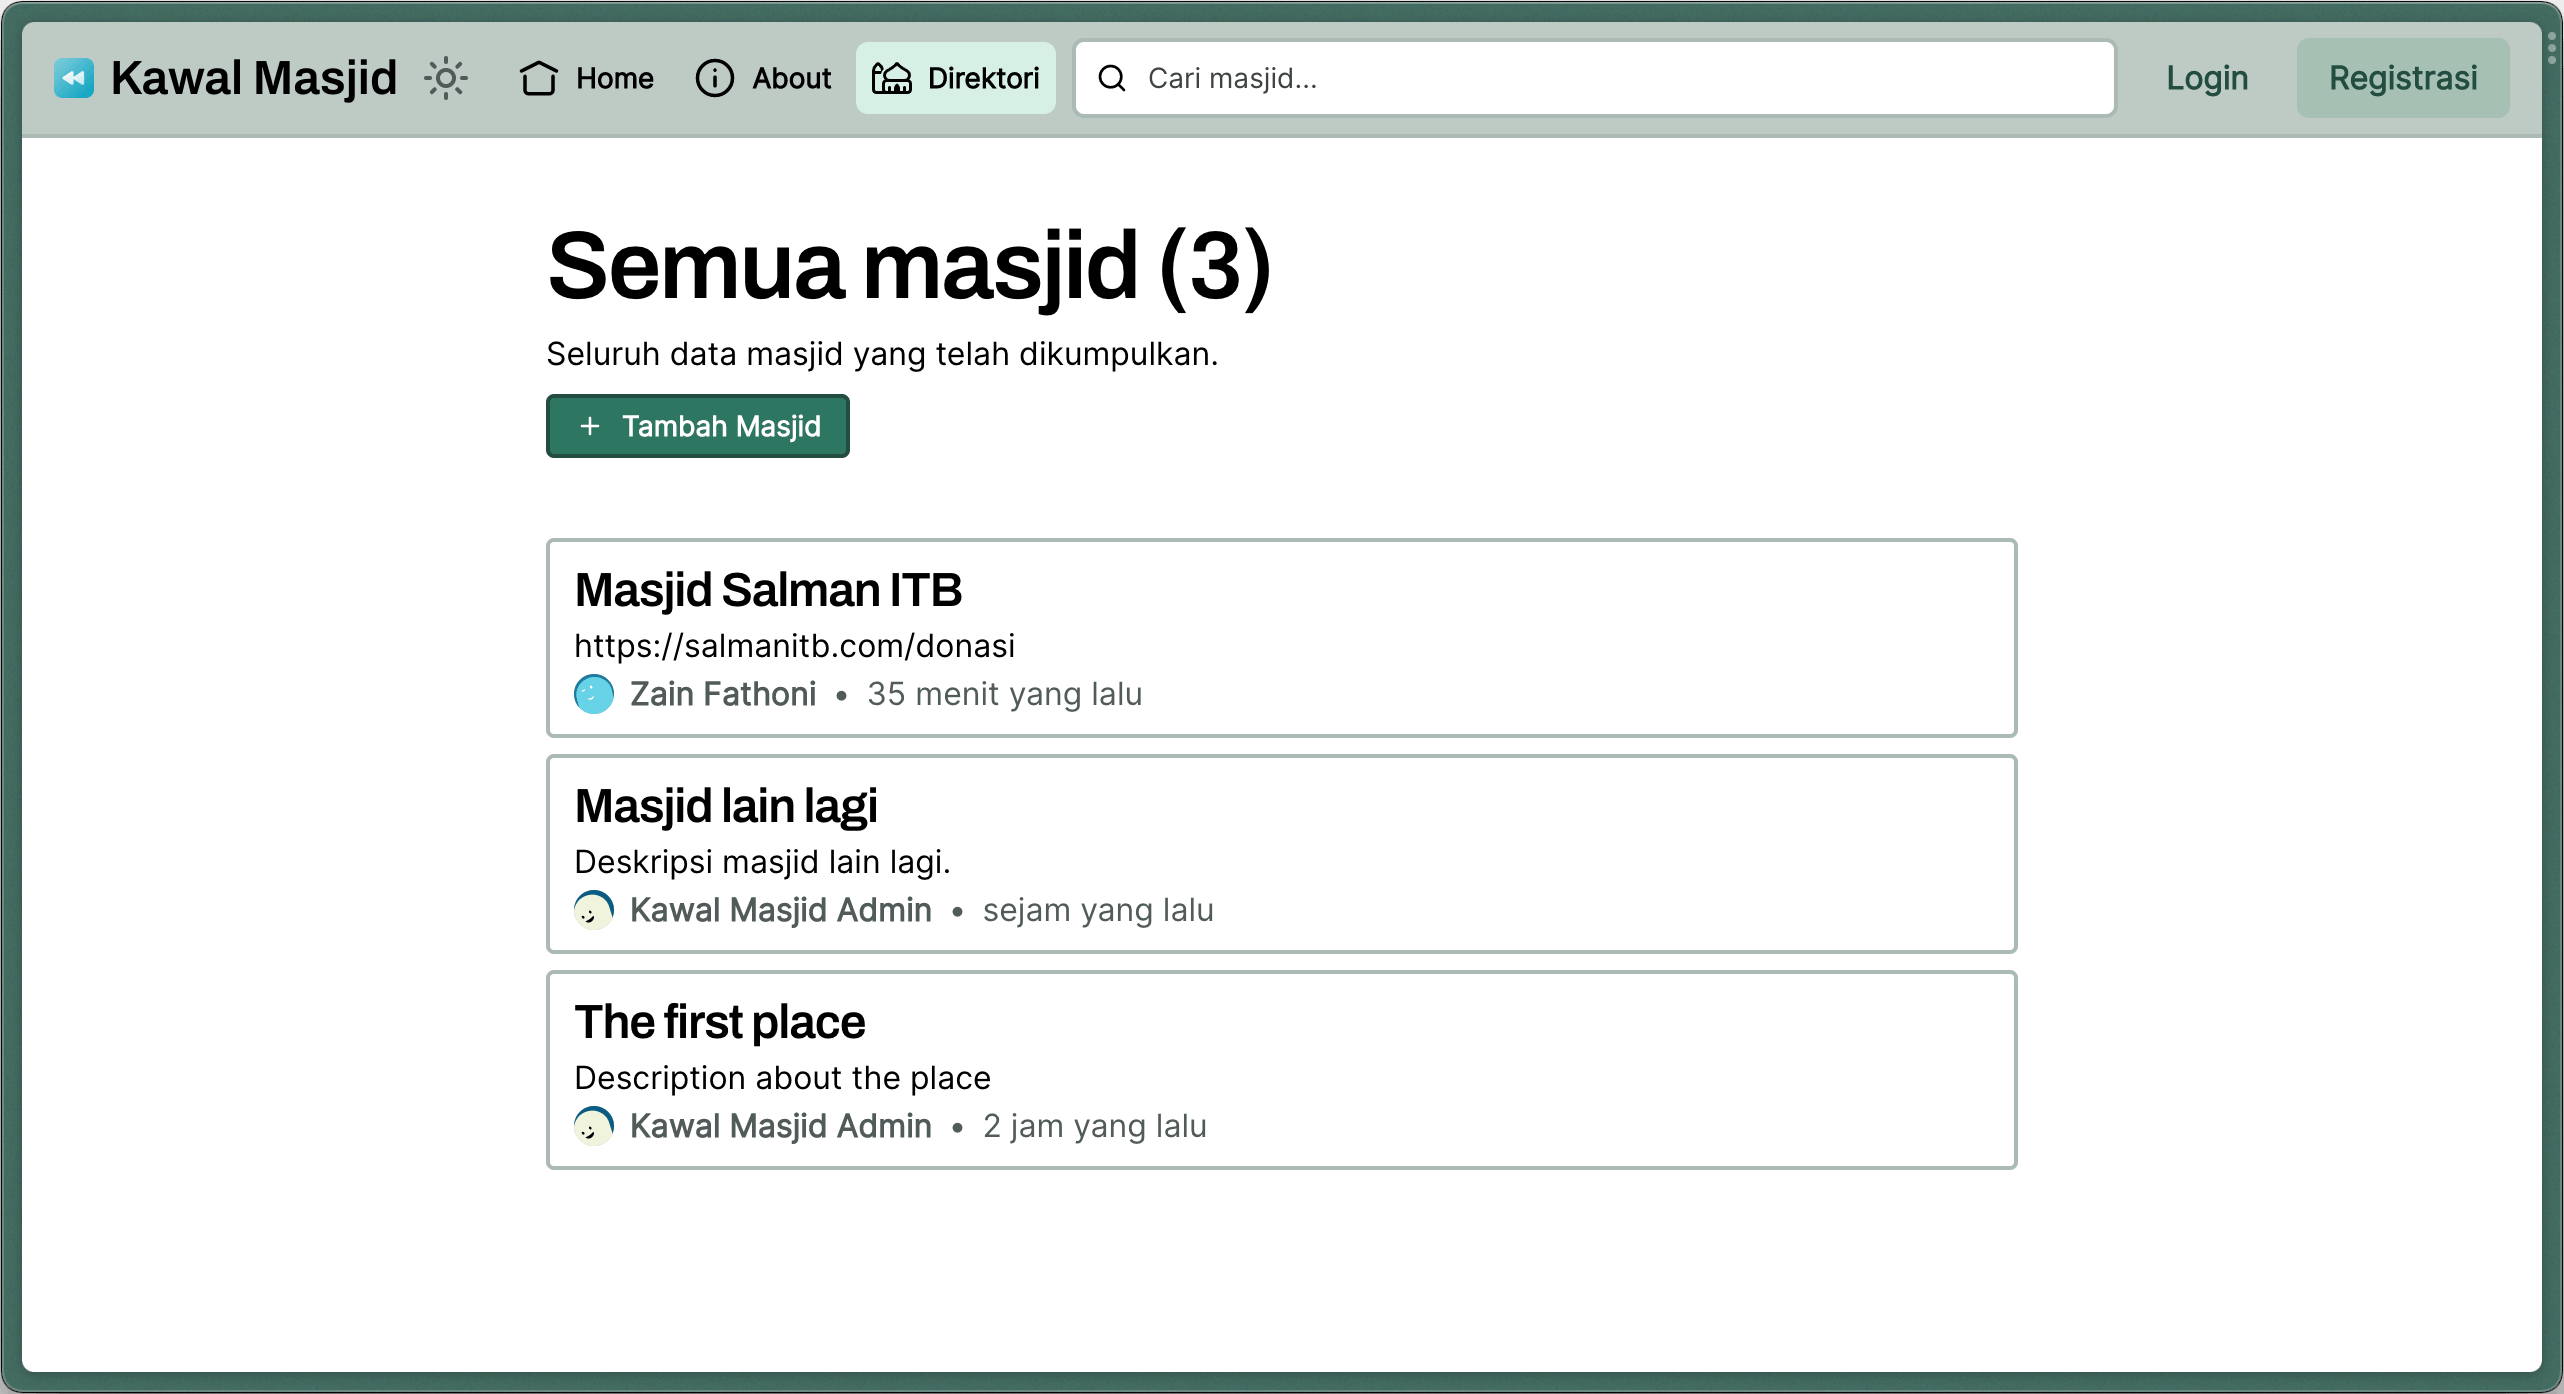 Kawal Masjid Home About Direktori Cari masjid... Login Registrasi
Semua masjid (3)
Seluruh data masjid yang telah dikumpulkan.
+ Tambah Masjid
Masjid Salman ITB
https://salmanitb.com/donasi
Zain Fathoni • 35 menit yang lalu
Masjid lain lagi
Deskripsi masjid lain lagi.
Kawal Masjid Admin • sejam yang lalu
The first place
Description about the place
Kawal Masjid Admin • 2 jam yang lalu